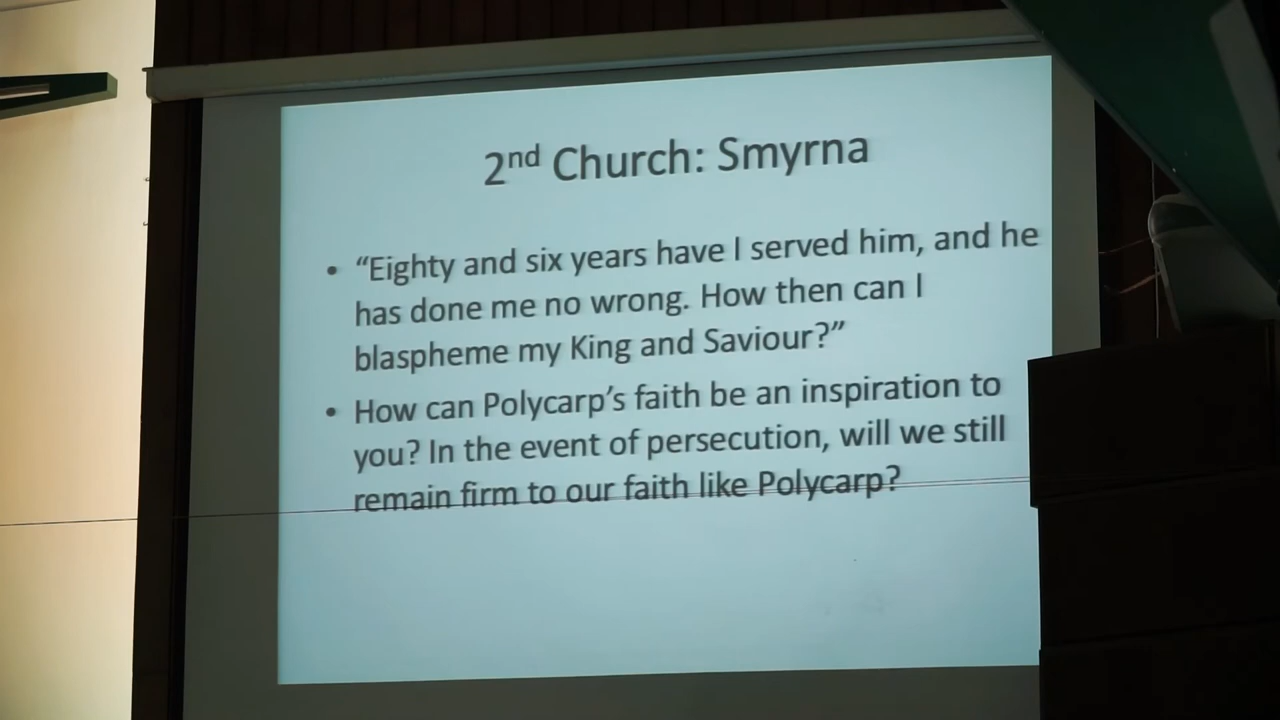 2nd Church: Smyrna
• “Eighty and six years have I served him, and he
has done me no wrong. How then can I
blaspheme my King and Saviour?”
• How can Polycarp’s faith be an inspiration to
you? In the event of persecution, will we still
remain firm to our faith like Polycarp?